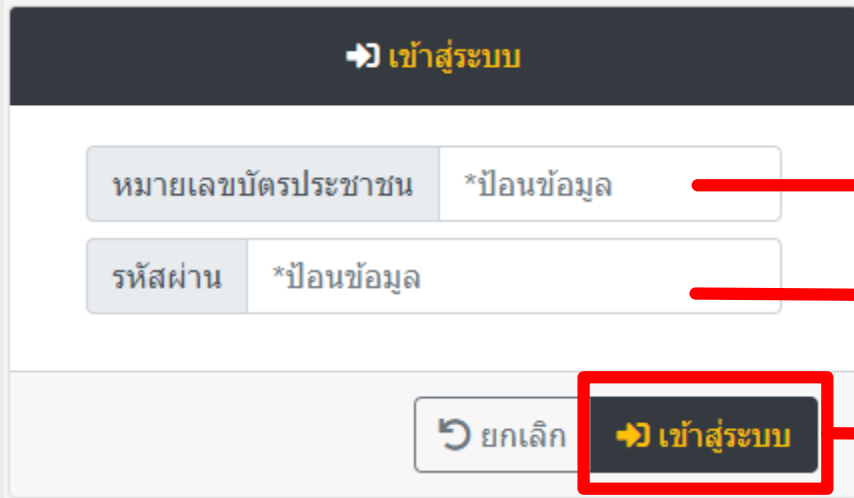 เข้าสู่ระบบ
หมายเลขบัตรประชาชน *ป้อนข้อมูล
รหัสผ่าน *ป้อนข้อมูล
ยกเลิก เข้าสู่ระบบ